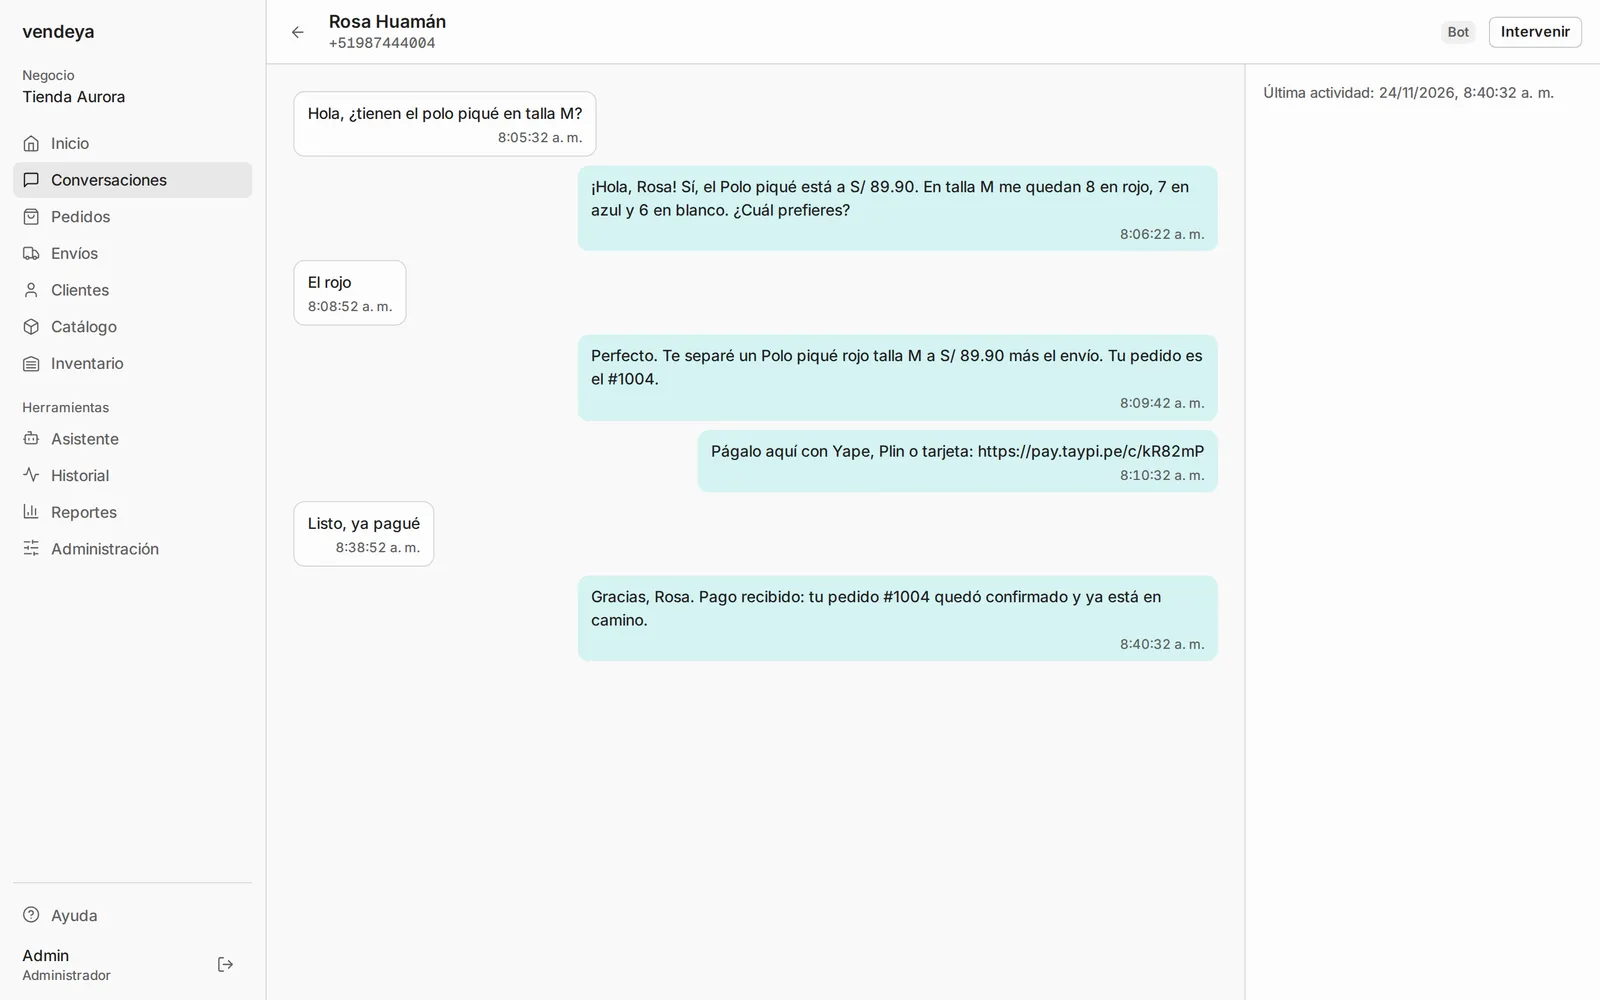 vendeya
Negocio
Tienda Aurora
Inicio
Conversaciones
Pedidos
Envíos
Clientes
Catálogo
Inventario
Herramientas
Asistente
Historial
Reportes
Administración
Ayuda
Admin
Administrador
Rosa Huamán
+51987444004
Bot
Intervenir
Hola, ¿tienen el polo piqué en talla M?
8:05:32 a. m.
¡Hola, Rosa! Sí, el Polo piqué está a S/ 89.90. En talla M me quedan 8 en rojo, 7 en
azul y 6 en blanco. ¿Cuál prefieres?
8:06:22 a. m.
El rojo
8:08:52 a. m.
Perfecto. Te separé un Polo piqué rojo talla M a S/ 89.90 más el envío. Tu pedido es
el #1004.
8:09:42 a. m.
Págalo aquí con Yape, Plin o tarjeta: https://pay.taypi.pe/c/kR82mP
8:10:32 a. m.
Listo, ya pagué
8:38:52 a. m.
Gracias, Rosa. Pago recibido: tu pedido #1004 quedó confirmado y ya está en
camino.
8:40:32 a. m.
Última actividad: 24/11/2026, 8:40:32 a. m.